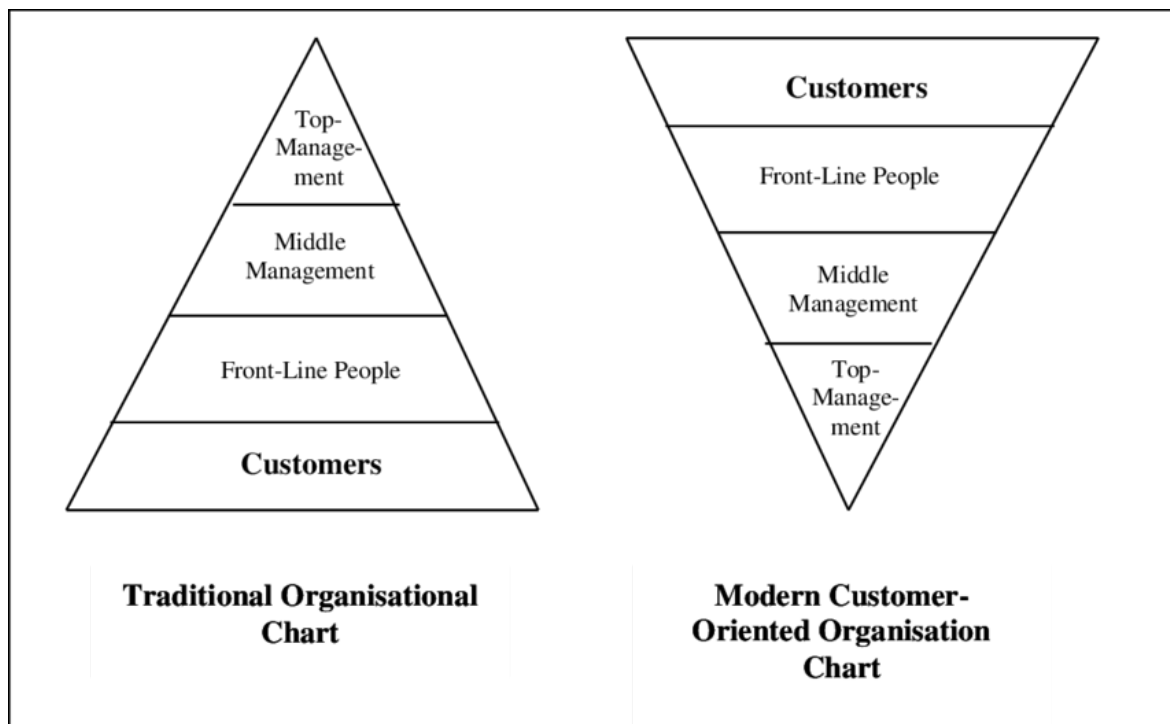 Top-
Manage-
ment
Middle
Management
Front-Line People
Customers
Traditional Organisational
Chart
Customers
Front-Line People
Middle
Management
Top-
Manage-
ment
Modern Customer-
Oriented Organisation
Chart